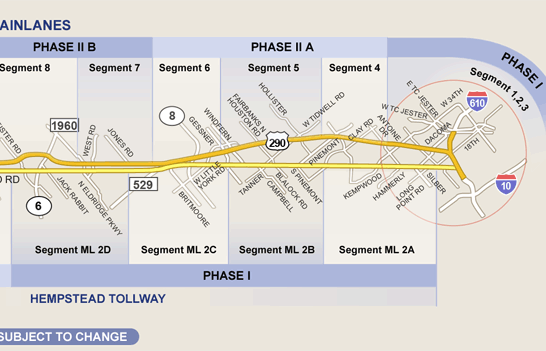 AINLANES
PHASE II B
PHASE II A
PHASE I
Segment 8
Segment 7
Segment 6
Segment 5
Segment 4
Segment 1,2,3
1960
8
290
610
10
529
6
WEST RD
JONES RD
GESSNER
WINDFERN
FAIRBANKS N
HOUSTON RD
HOLLISTER
W TIDWELL RD
CLAY RD
ANTOINE
DR
W TC JESTER
E TC JESTER
W 34TH
DACOMA
18TH
STER RD
O RD
JACK RABBIT
N ELDRIDGE PKWY
BRITMOORE
W LITTLE
YORK RD
TANNER
CAMPBELL
BLALOCK RD
S PINEMONT
PINEMONT
KEMPWOOD
HAMMERLY
LONG
POINT RD
SILBER
Segment ML 2D
Segment ML 2C
Segment ML 2B
Segment ML 2A
PHASE I
HEMPSTEAD TOLLWAY
SUBJECT TO CHANGE